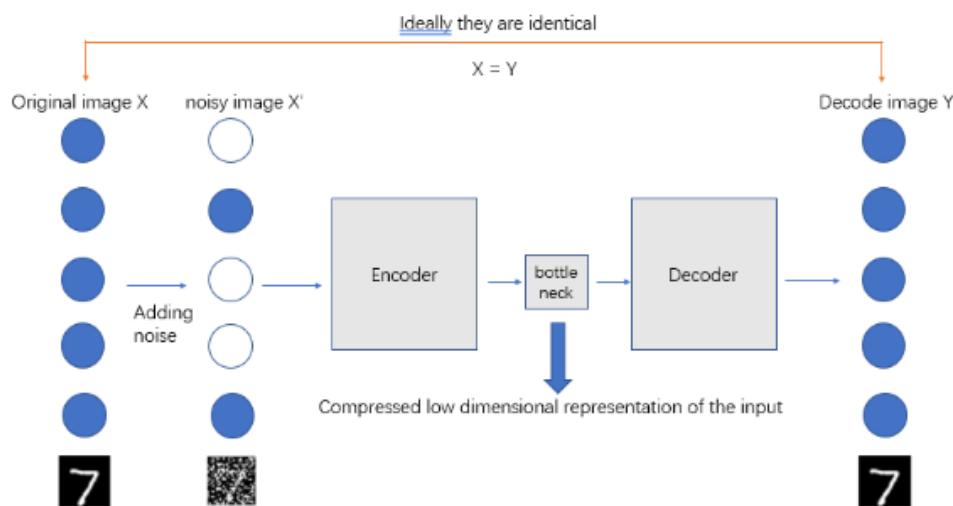 Ideally they are identical
X = Y
Original image X
noisy image X'
Decode image Y
Adding
noise
Encoder
bottle
neck
Decoder
Compressed low dimensional representation of the input
7
7
7